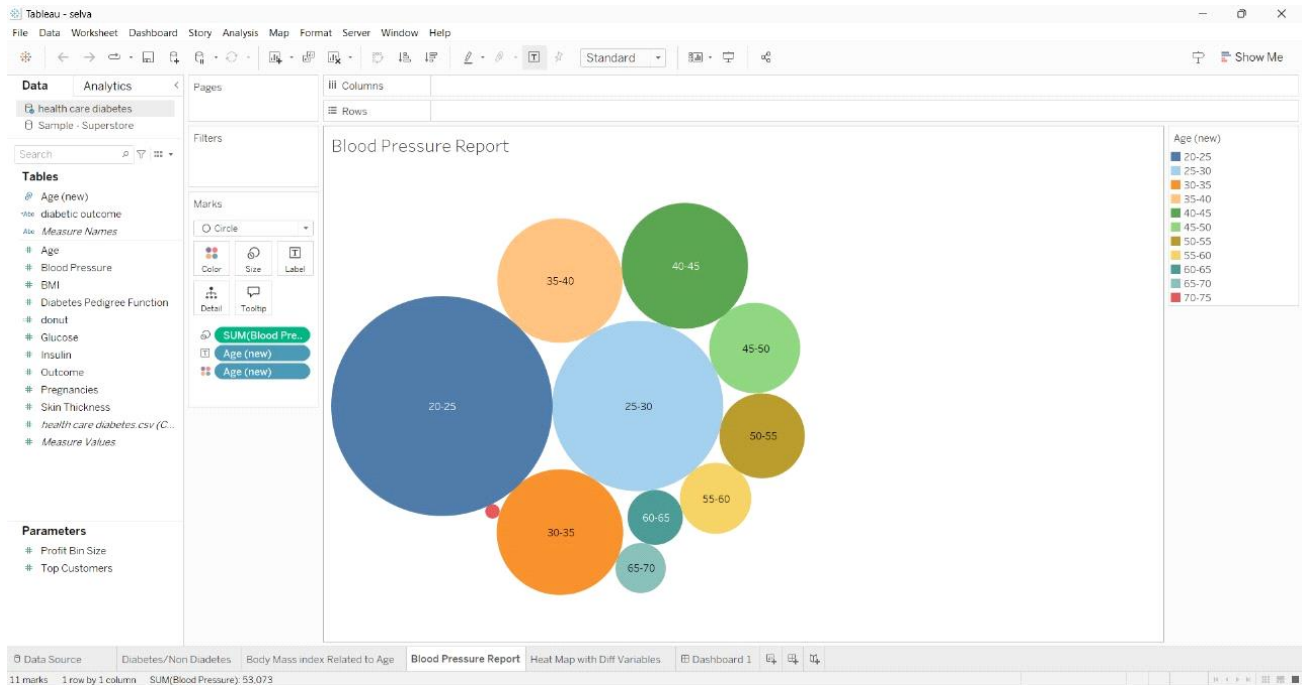 Tableau - selva
File Data Worksheet Dashboard Story Analysis Map Format Server Window Help
Standard
Show Me
Data Analytics
health care diabetes
Sample - Superstore
Search
Tables
Age (new)
Abc diabetic outcome
Abc Measure Names
# Age
# Blood Pressure
# BMI
# Diabetes Pedigree Function
# donut
# Glucose
# Insulin
# Outcome
# Pregnancies
# Skin Thickness
# health care diabetes.csv (C...
# Measure Values
Parameters
# Profit Bin Size
# Top Customers
Pages
Filters
Marks
Circle
Color Size Label
Detail Tooltip
SUM(Blood Pre..
Age (new)
Age (new)
Columns
Rows
Blood Pressure Report
35-40
40-45
45-50
20-25
25-30
50-55
55-60
60-65
30-35
65-70
Age (new)
20-25
25-30
30-35
35-40
40-45
45-50
50-55
55-60
60-65
65-70
70-75
Data Source Diabetes/Non Diadetes Body Mass index Related to Age Blood Pressure Report Heat Map with Diff Variables Dashboard 1
11 marks 1 row by 1 column SUM(Blood Pressure): 53,073